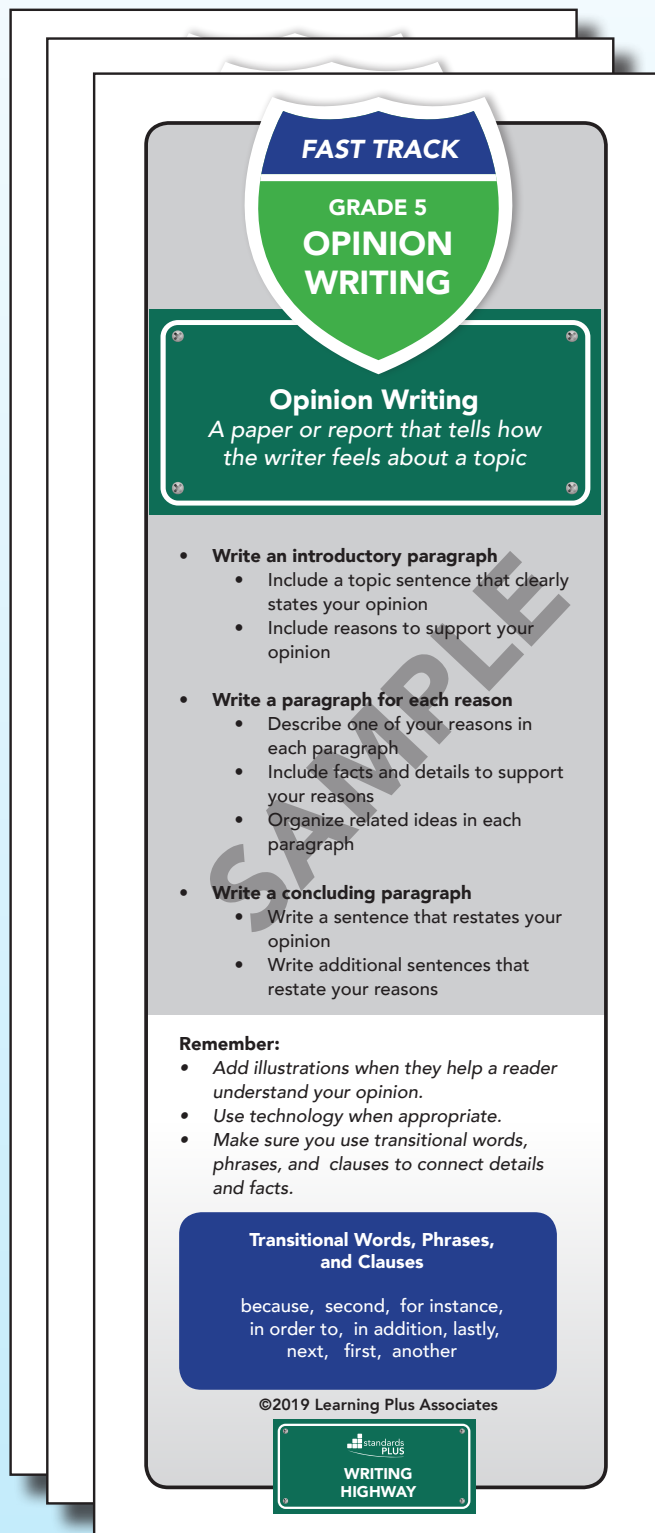 FAST TRACK
GRADE 5
OPINION
WRITING
Opinion Writing
A paper or report that tells how
the writer feels about a topic
• Write an introductory paragraph
• Include a topic sentence that clearly
states your opinion
• Include reasons to support your
opinion
• Write a paragraph for each reason
• Describe one of your reasons in
each paragraph
• Include facts and details to support
your reasons
• Organize related ideas in each
paragraph
• Write a concluding paragraph
• Write a sentence that restates your
opinion
• Write additional sentences that
restate your reasons
SAMPLE
Remember:
• Add illustrations when they help a reader
understand your opinion.
• Use technology when appropriate.
• Make sure you use transitional words,
phrases, and clauses to connect details
and facts.
Transitional Words, Phrases,
and Clauses
because, second, for instance,
in order to, in addition, lastly,
next, first, another
©2019 Learning Plus Associates
standards
PLUS
WRITING
HIGHWAY